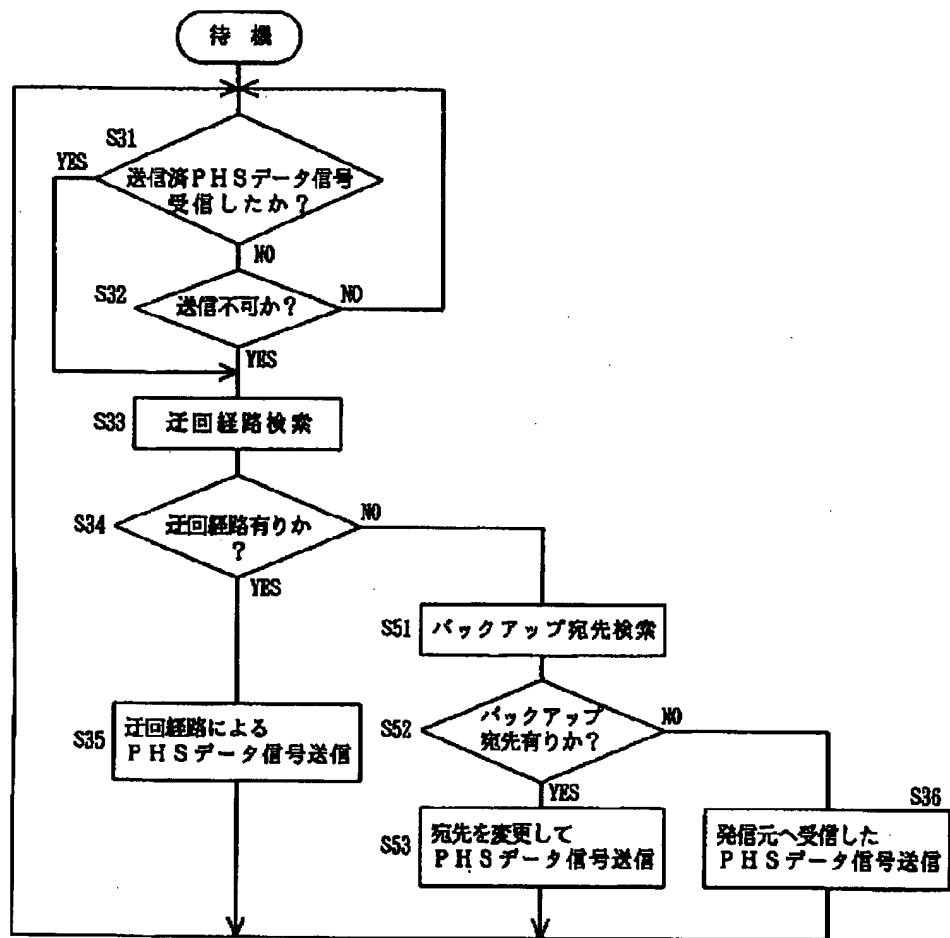 待 機
S31
YES
送信済PHSデータ信号
受信したか?
NO
S32
送信不可か?
NO
YES
S33
迂回経路検索
S34
迂回経路有りか
?
NO
YES
S51
バックアップ宛先検索
S52
バックアップ
宛先有りか?
NO
YES
S35
迂回経路による
PHSデータ信号送信
S53
宛先を変更して
PHSデータ信号送信
S36
発信元へ受信した
PHSデータ信号送信